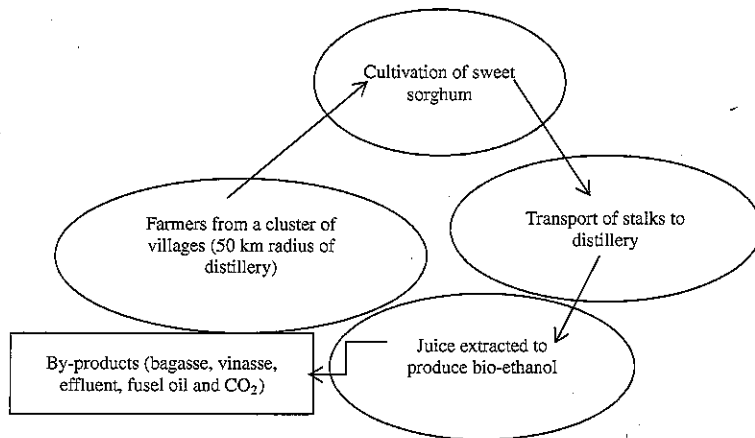 Cultivation of sweet
sorghum
Farmers from a cluster of
villages (50 km radius of
distillery)
Transport of stalks to
distillery
Juice extracted to
produce bio-ethanol
By-products (bagasse, vinasse,
effluent, fusel oil and CO₂)